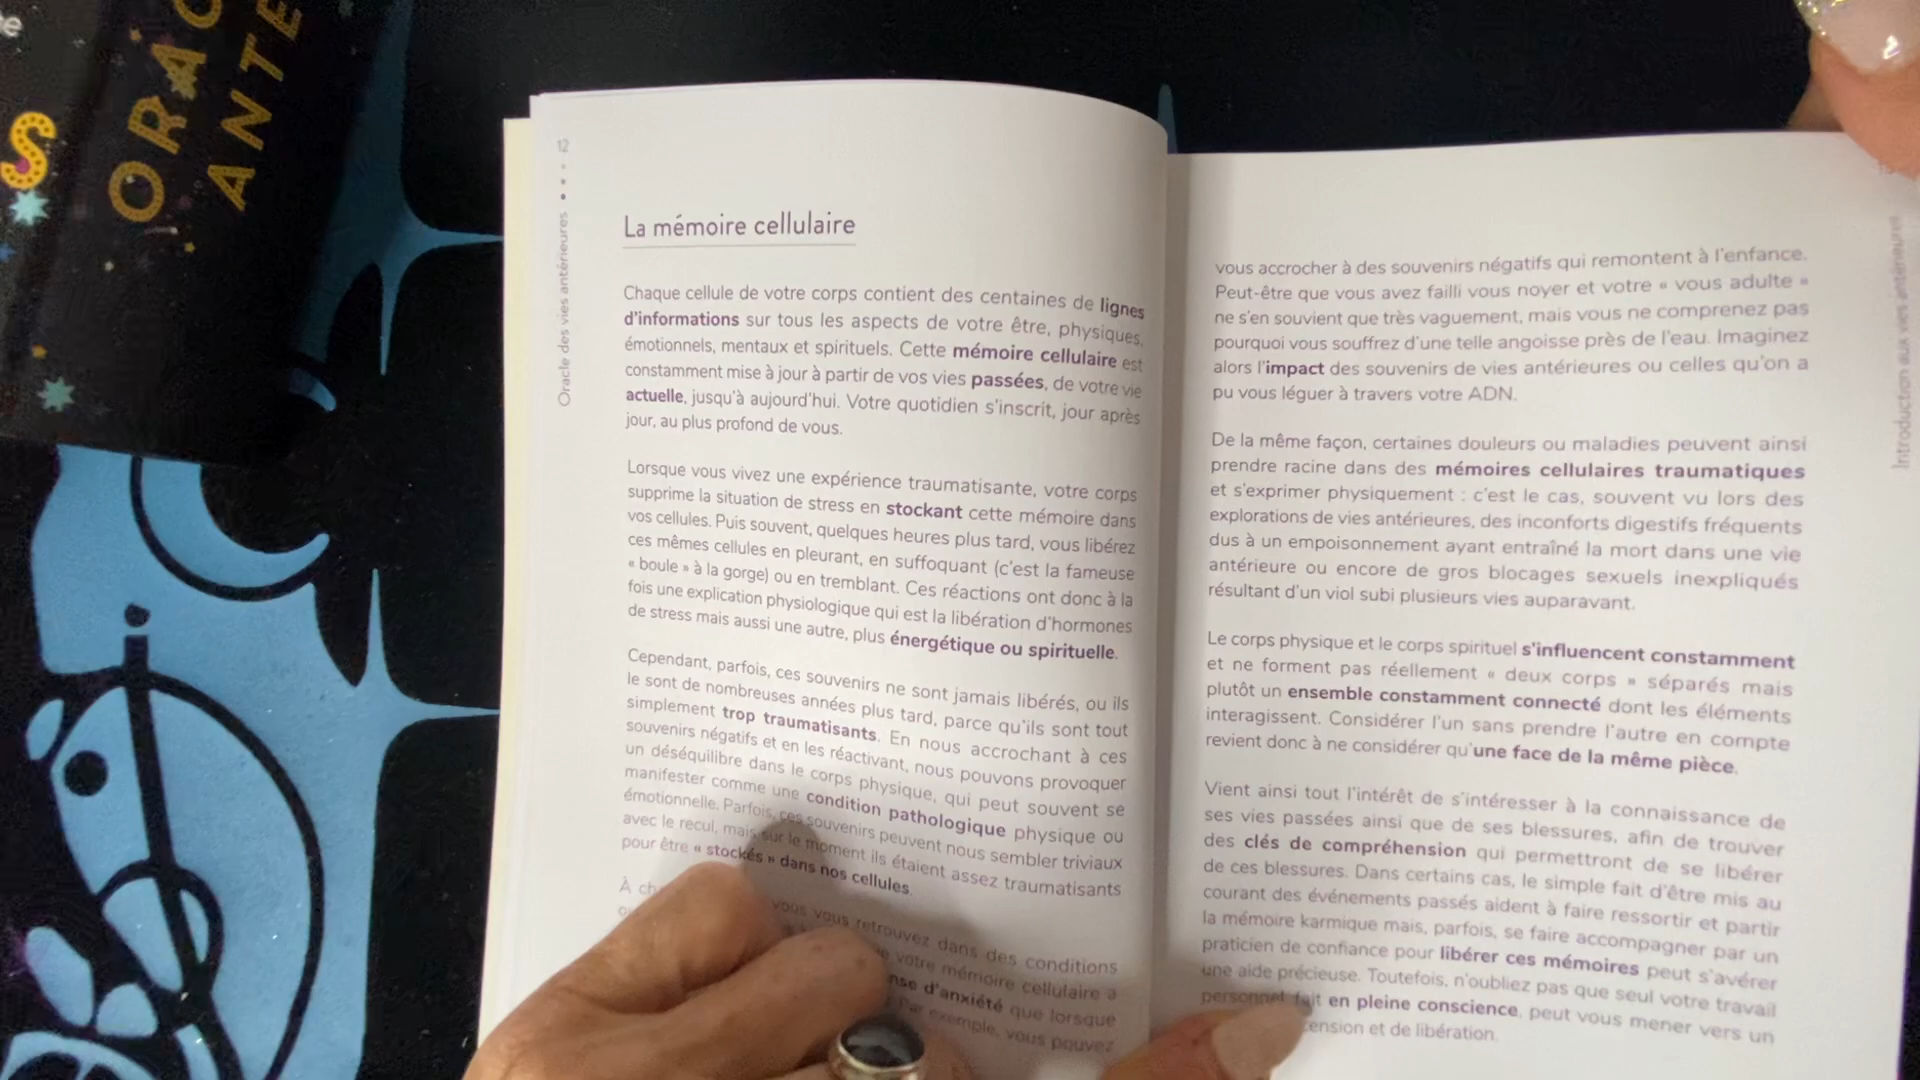 e
S
ORAC
ANTE
12
Oracle des vies antérieures
La mémoire cellulaire
Chaque cellule de votre corps contient des centaines de lignes
d'informations sur tous les aspects de votre être, physiques,
émotionnels, mentaux et spirituels. Cette mémoire cellulaire est
constamment mise à jour à partir de vos vies passées, de votre vie
actuelle, jusqu'à aujourd'hui. Votre quotidien s'inscrit, jour après
jour, au plus profond de vous.
Lorsque vous vivez une expérience traumatisante, votre corps
supprime la situation de stress en stockant cette mémoire dans
vos cellules. Puis souvent, quelques heures plus tard, vous libérez
ces mêmes cellules en pleurant, en suffoquant (c'est la fameuse
« boule » à la gorge) ou en tremblant. Ces réactions ont donc à la
fois une explication physiologique qui est la libération d'hormones
de stress mais aussi une autre, plus énergétique ou spirituelle.
Cependant, parfois, ces souvenirs ne sont jamais libérés, ou ils
le sont de nombreuses années plus tard, parce qu'ils sont tout
simplement trop traumatisants. En nous accrochant à ces
souvenirs négatifs et en les réactivant, nous pouvons provoquer
un déséquilibre dans le corps physique, qui peut souvent se
manifester comme une condition pathologique physique ou
émotionnelle. Parfois, ces souvenirs peuvent nous sembler triviaux
avec le recul, mais sur le moment ils étaient assez traumatisants
pour être « stockés » dans nos cellules.
À ch
vous vous retrouvez dans des conditions
votre mémoire cellulaire a
nse d'anxiété que lorsque
Par exemple, vous pouvez
Introduction aux vies antérieures
vous accrocher à des souvenirs négatifs qui remontent à l'enfance.
Peut-être que vous avez failli vous noyer et votre « vous adulte »
ne s'en souvient que très vaguement, mais vous ne comprenez pas
pourquoi vous souffrez d'une telle angoisse près de l'eau. Imaginez
alors l'impact des souvenirs de vies antérieures ou celles qu'on a
pu vous léguer à travers votre ADN.
De la même façon, certaines douleurs ou maladies peuvent ainsi
prendre racine dans des mémoires cellulaires traumatiques
et s'exprimer physiquement : c'est le cas, souvent vu lors des
explorations de vies antérieures, des inconforts digestifs fréquents
dus à un empoisonnement ayant entraîné la mort dans une vie
antérieure ou encore de gros blocages sexuels inexpliqués
résultant d'un viol subi plusieurs vies auparavant.
Le corps physique et le corps spirituel s'influencent constamment
et ne forment pas réellement « deux corps » séparés mais
plutôt un ensemble constamment connecté dont les éléments
interagissent. Considérer l'un sans prendre l'autre en compte
revient donc à ne considérer qu'une face de la même pièce.
Vient ainsi tout l'intérêt de s'intéresser à la connaissance de
ses vies passées ainsi que de ses blessures, afin de trouver
des clés de compréhension qui permettront de se libérer
de ces blessures. Dans certains cas, le simple fait d'être mis au
courant des événements passés aident à faire ressortir et partir
la mémoire karmique mais, parfois, se faire accompagner par un
praticien de confiance pour libérer ces mémoires peut s'avérer
une aide précieuse. Toutefois, n'oubliez pas que seul votre travail
personnel fait en pleine conscience, peut vous mener vers un
ension et de libération.